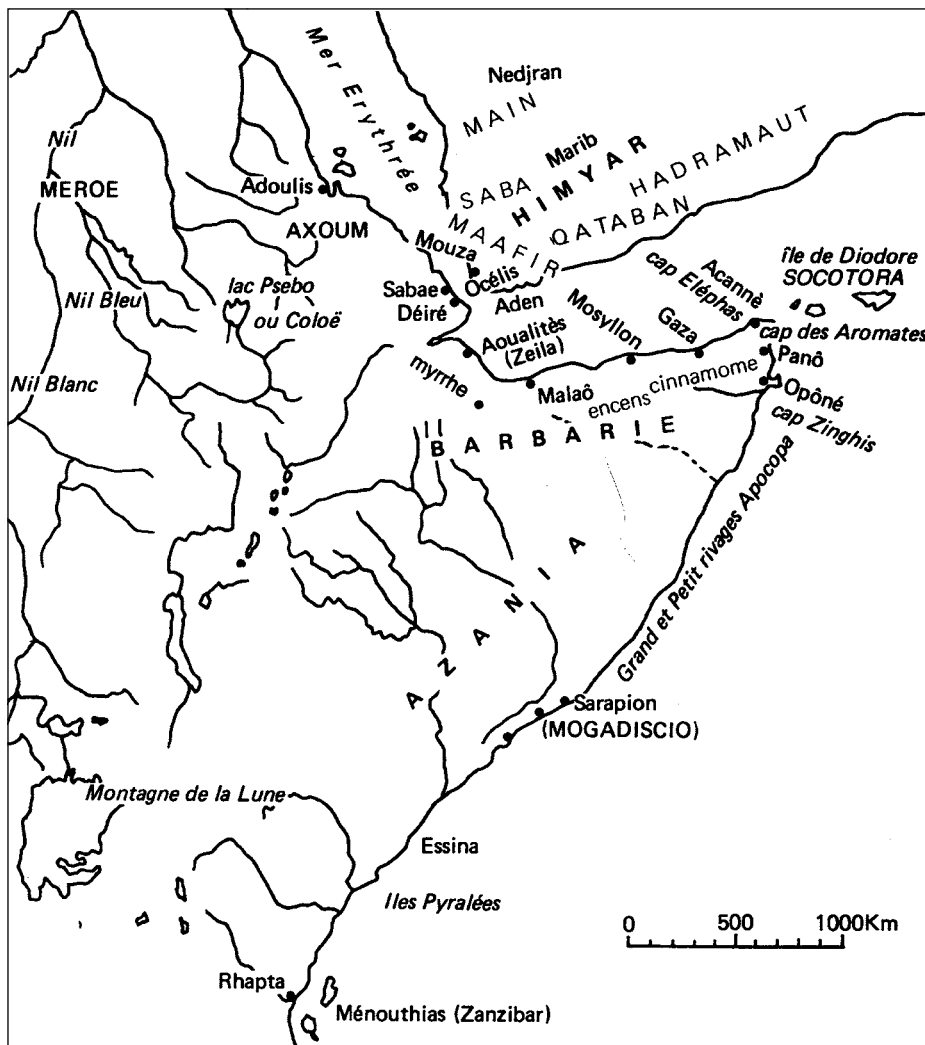 Mer Erythrée
Nedjran
MAIN
Nil
Marib
SABA
HIMYAR
HADRAMAUT
MEROE
Adoulis
AXOUM
MAAFIR
QATABAN
Mouza
Océlis
Aden
île de Diodore
SOCOTORA
Acannè
cap Eléphas
cap des Aromates
Sabae
Déiré
lac Psebo
ou Coloë
Nil Bleu
Mosyllon
Gaza
Aoualitès
(Zeila)
Panô
Nil Blanc
myrrhe
Malaô
encens
cinnamome
Opôné
cap Zinghis
BARBARIE
Grand et Petit rivages Apocopa
AZANIA
Sarapion
(MOGADISCIO)
Montagne de la Lune
Essina
Iles Pyralées
0 500 1000Km
Rhapta
Ménouthias (Zanzibar)